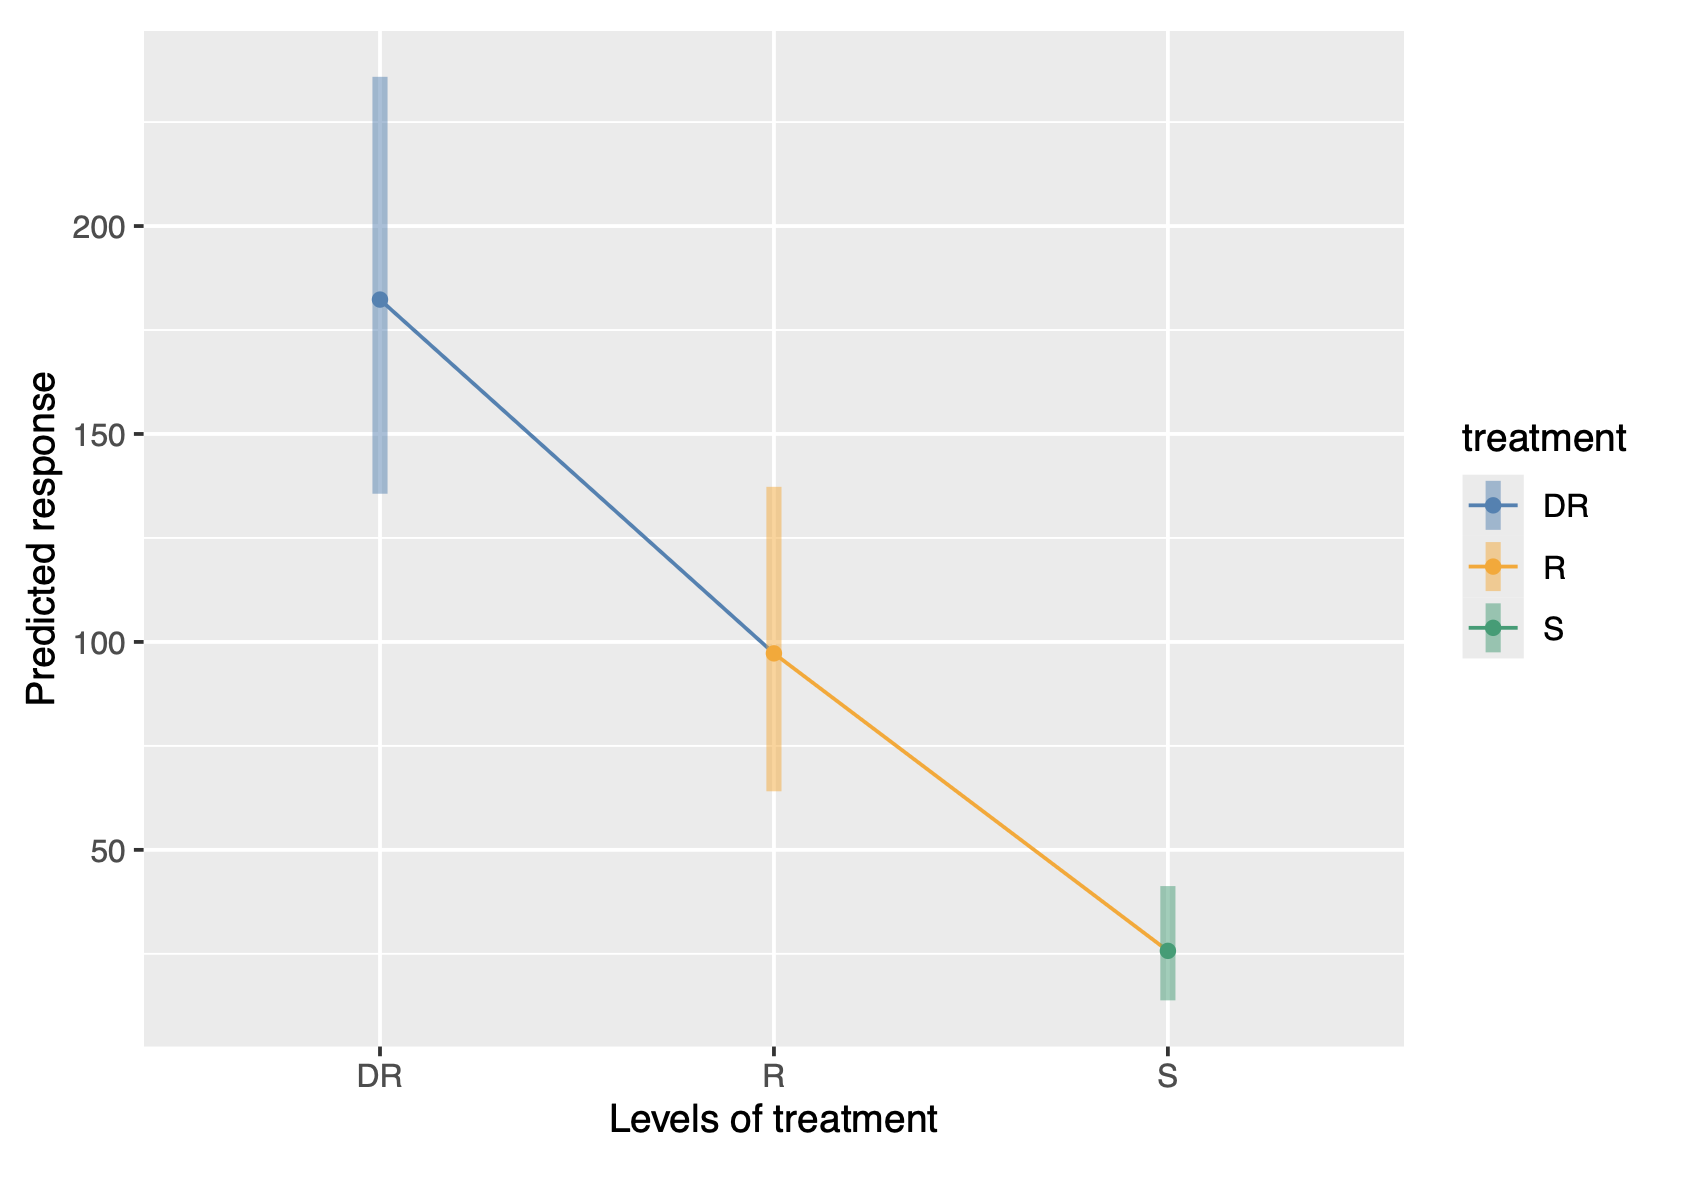 Predicted response
200
150
100
50
DR
R
S
Levels of treatment
treatment
DR
R
S